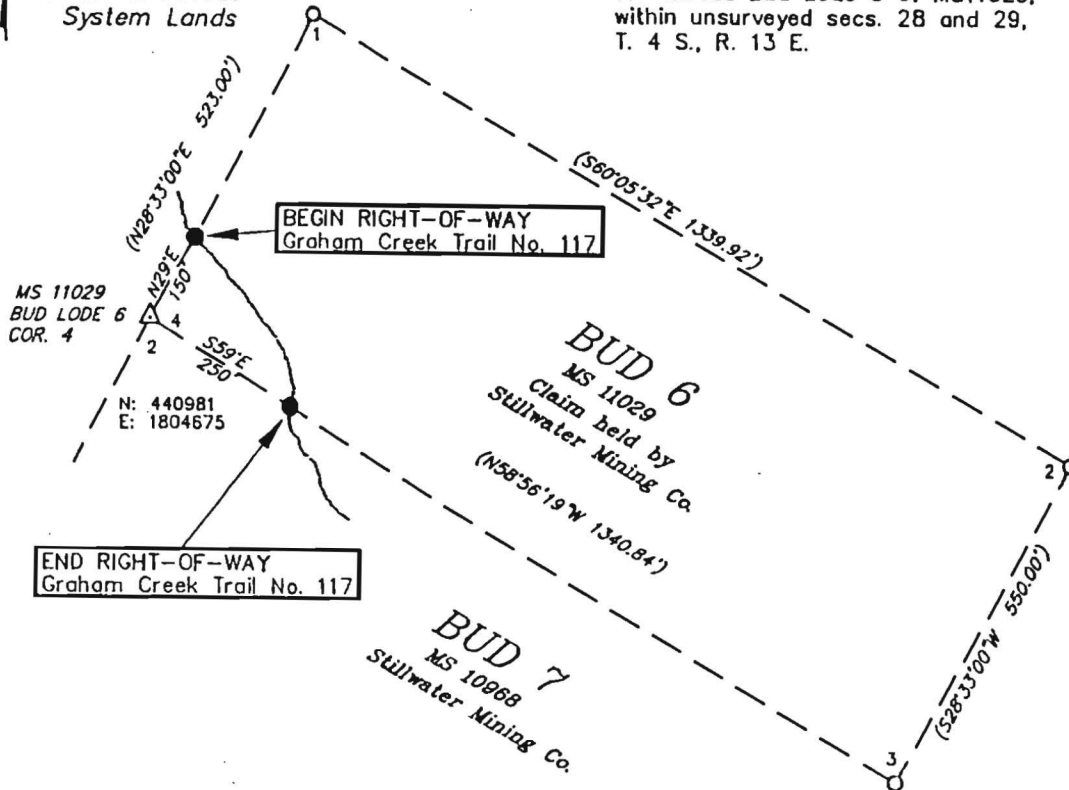 System Lands
within unsurveyed secs. 28 and 29,
T. 4 S., R. 13 E.
1
(N28°33'00"E 523.00')
(S60°05'32"E 1339.92')
BEGIN RIGHT-OF-WAY
Graham Creek Trail No. 117
N29°E
150'
MS 11029
BUD LODE 6
COR. 4
4
2
S59°E
250'
N: 440981
E: 1804675
BUD 6
MS 11029
Claim held by
Stillwater Mining Co.
(N58°56'19"W 1340.84')
2
END RIGHT-OF-WAY
Graham Creek Trail No. 117
(S28°33'00"W 550.00')
BUD 7
MS 10968
Stillwater Mining Co.
3